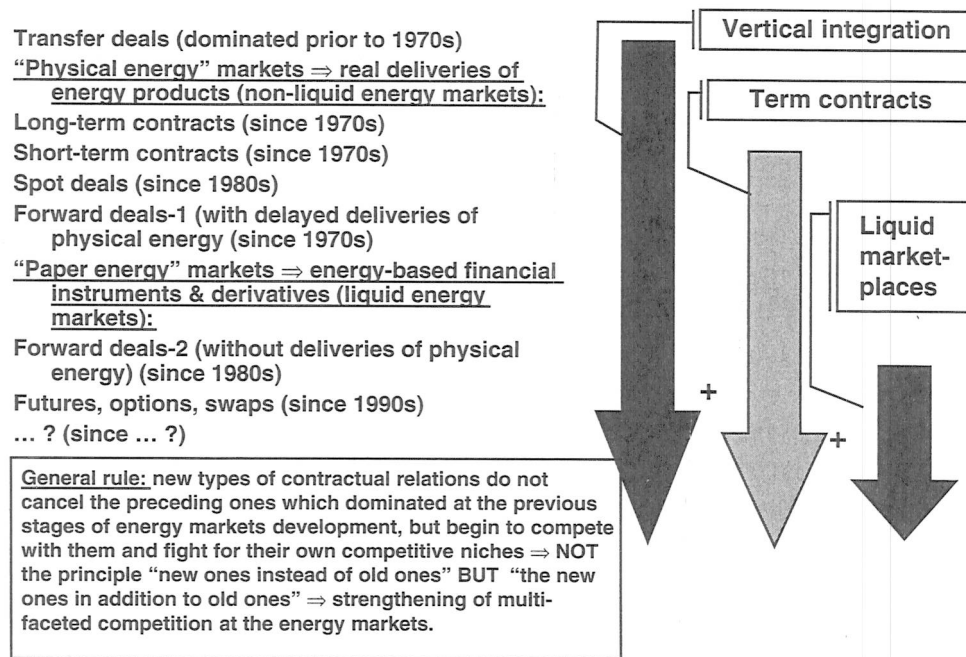 Transfer deals (dominated prior to 1970s)
“Physical energy” markets ⇒ real deliveries of
energy products (non-liquid energy markets):
Long-term contracts (since 1970s)
Short-term contracts (since 1970s)
Spot deals (since 1980s)
Forward deals-1 (with delayed deliveries of
physical energy (since 1970s)
“Paper energy” markets ⇒ energy-based financial
instruments & derivatives (liquid energy
markets):
Forward deals-2 (without deliveries of physical
energy) (since 1980s)
Futures, options, swaps (since 1990s)
... ? (since ... ?)
General rule: new types of contractual relations do not
cancel the preceding ones which dominated at the previous
stages of energy markets development, but begin to compete
with them and fight for their own competitive niches ⇒ NOT
the principle “new ones instead of old ones” BUT “the new
ones in addition to old ones” ⇒ strengthening of multi-
faceted competition at the energy markets.
Vertical integration
Term contracts
Liquid
market-
places
+
+